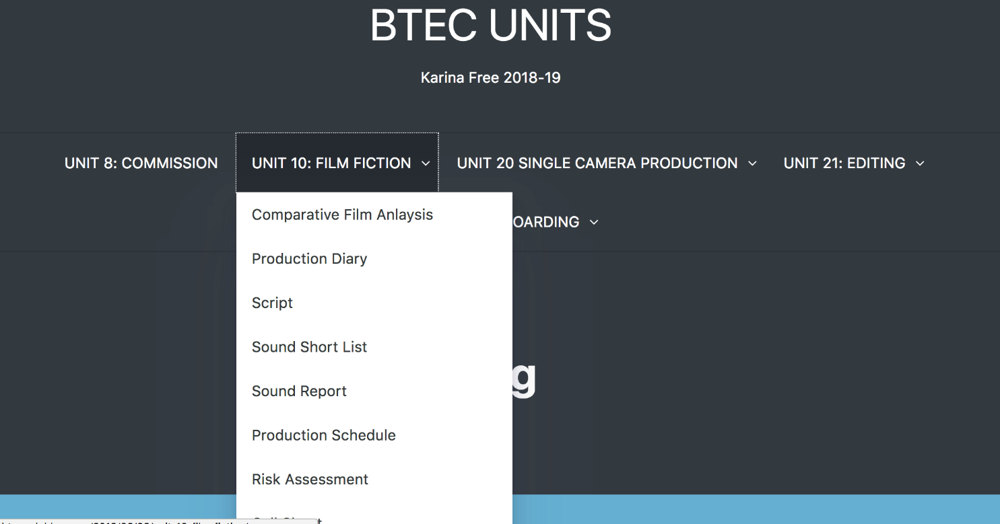 BTEC UNITS
Karina Free 2018-19
UNIT 8: COMMISSION
UNIT 10: FILM FICTION
UNIT 20 SINGLE CAMERA PRODUCTION
UNIT 21: EDITING
OARDING
Comparative Film Anlaysis
Production Diary
Script
Sound Short List
g
Sound Report
Production Schedule
Risk Assessment